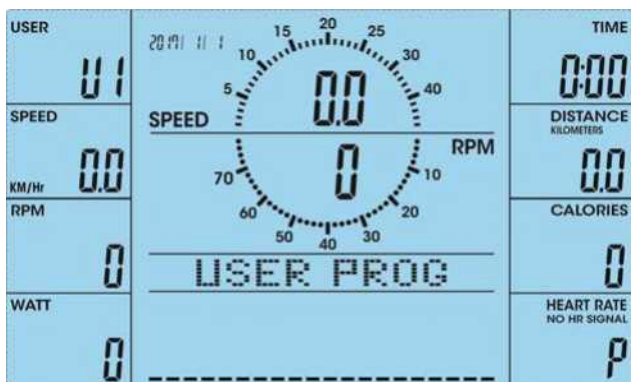 USER
U1
SPEED
0.0
KM/Hr
RPM
0
WATT
0
2017/ 1/ 1
5 10 15 20 25 30 40
SPEED
0.0
RPM
0
10 20 30 40 50 60 70
USER PROG
TIME
0:00
DISTANCE
KILOMETERS
0.0
CALORIES
0
HEART RATE
NO HR SIGNAL
P